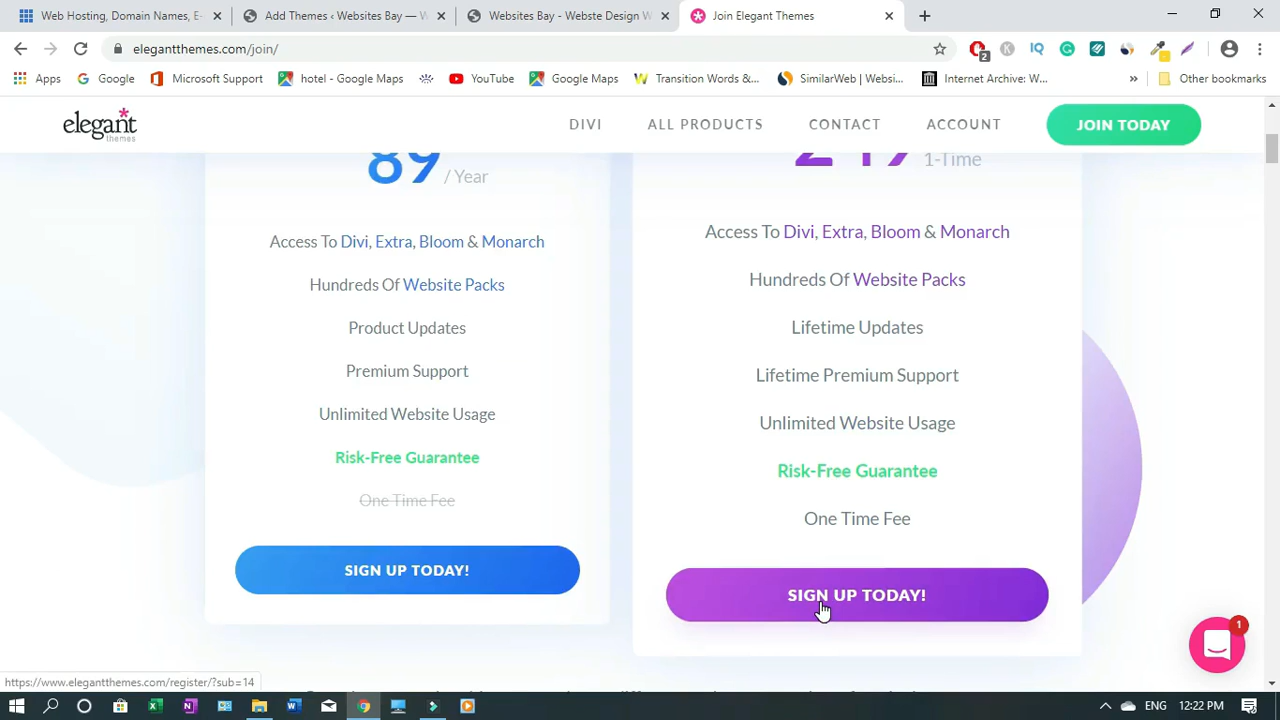 Web Hosting, Domain Names, E-
Add Themes ‹ Websites Bay —
Websites Bay - Webste Design W
Join Elegant Themes
elegantthemes.com/join/
2
IQ
Apps
Google
Microsoft Support
hotel - Google Maps
YouTube
Google Maps
Transition Words &...
SimilarWeb | Websi...
Internet Archive: W...
»
Other bookmarks
elegant
themes
DIVI
ALL PRODUCTS
CONTACT
ACCOUNT
JOIN TODAY
89 / Year
Access To Divi, Extra, Bloom & Monarch
Hundreds Of Website Packs
Product Updates
Premium Support
Unlimited Website Usage
Risk-Free Guarantee
One Time Fee
SIGN UP TODAY!
1-Time
Access To Divi, Extra, Bloom & Monarch
Hundreds Of Website Packs
Lifetime Updates
Lifetime Premium Support
Unlimited Website Usage
Risk-Free Guarantee
One Time Fee
SIGN UP TODAY!
1
https://www.elegantthemes.com/register/?sub=14
ENG
12:22 PM